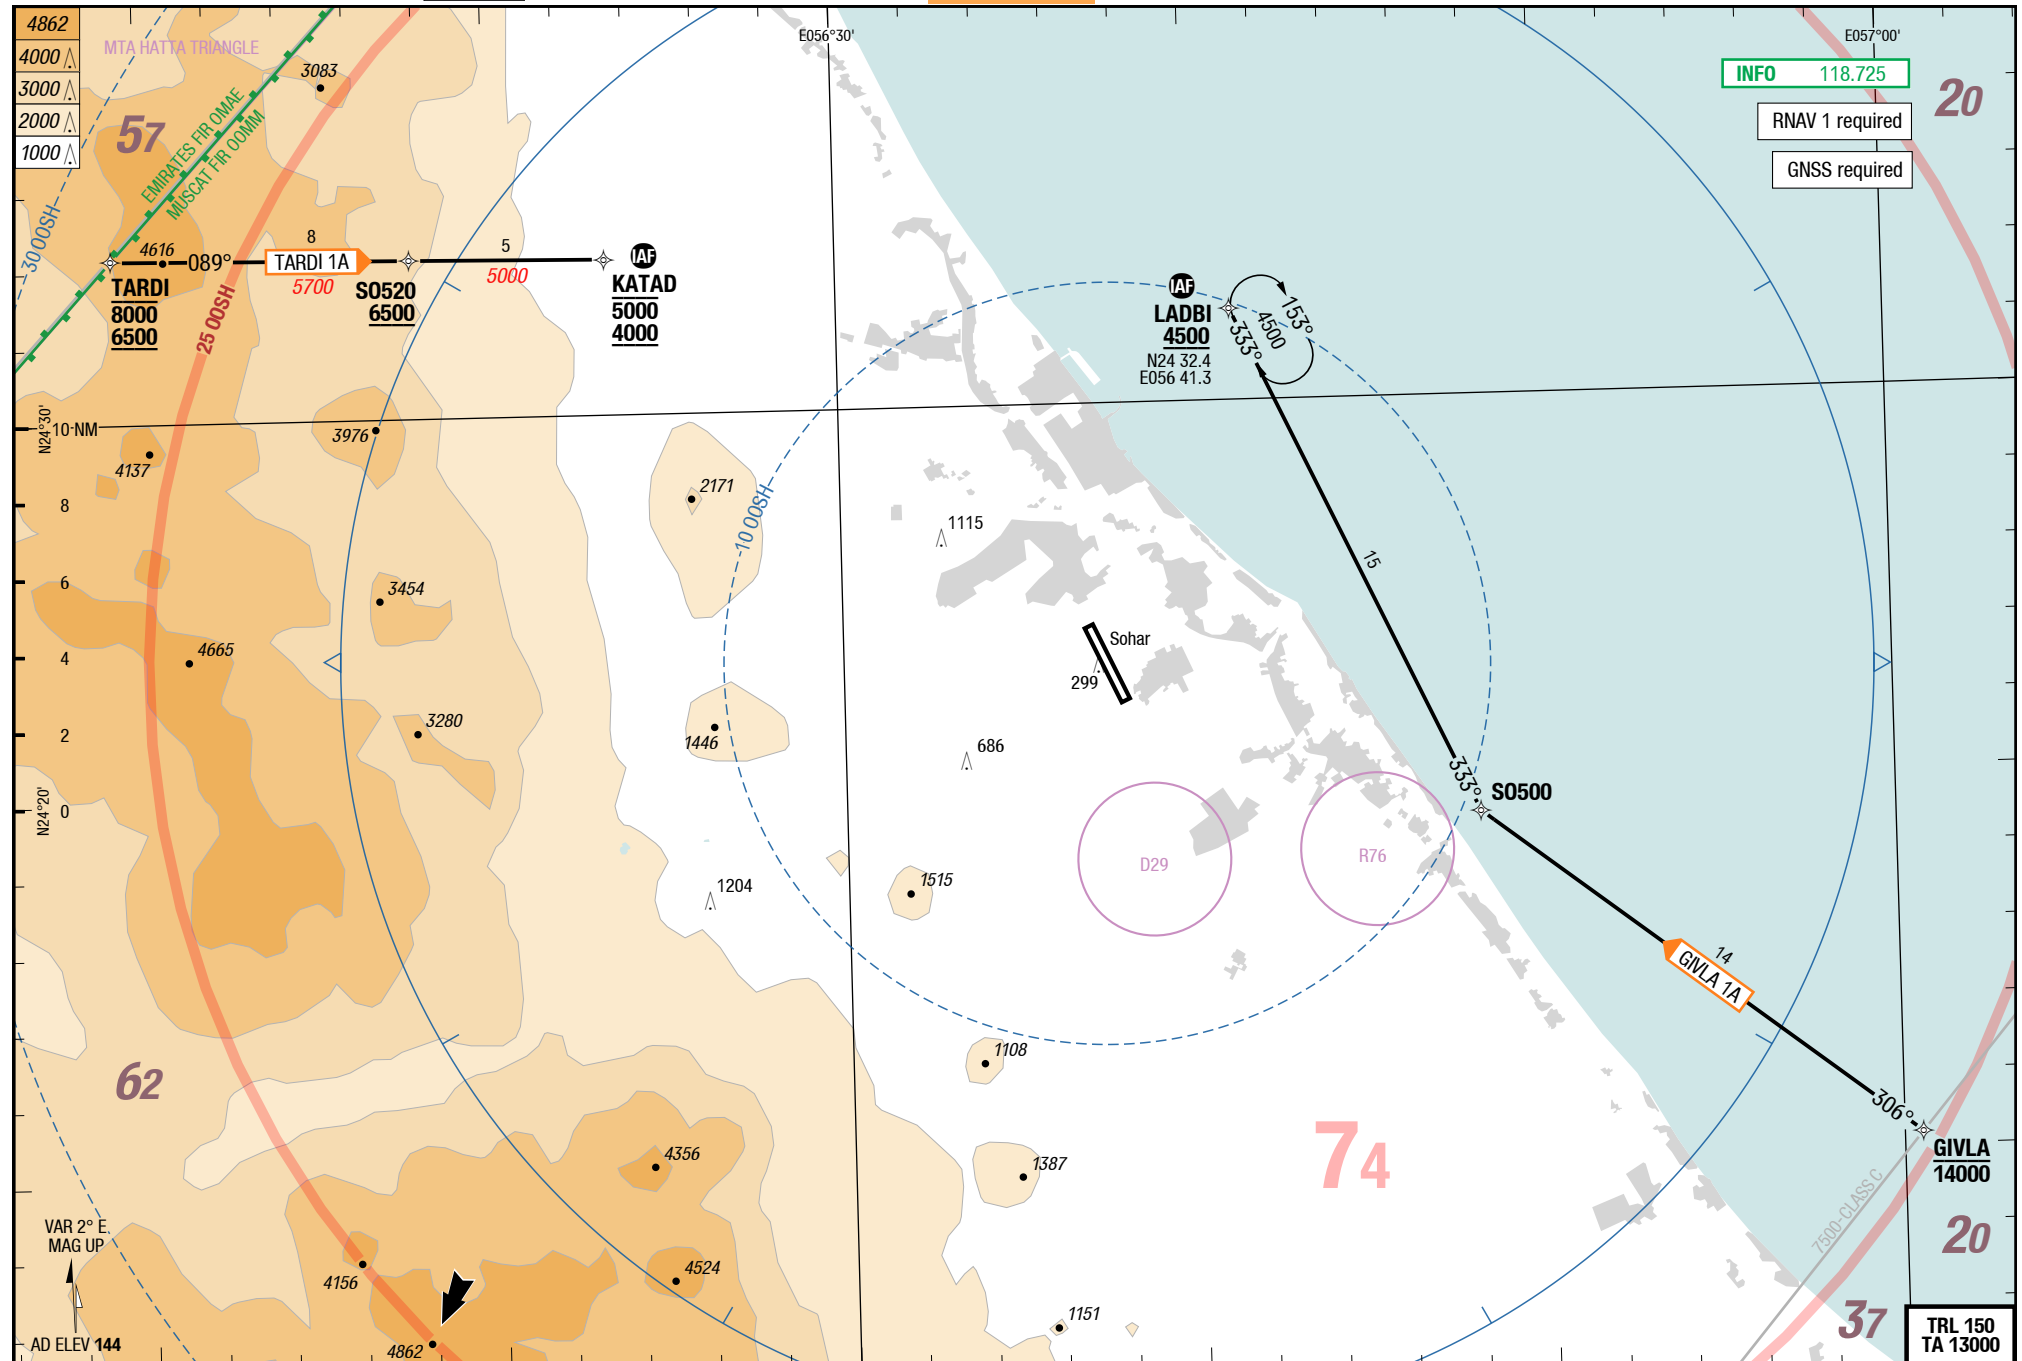 4862
4000
3000
2000
1000
MTA HATTA TRIANGLE
3083
57
EMIRATES FIR OMAE
MUSCAT FIR OOMM
E056°30'
E057°00'
INFO 118.725
RNAV 1 required
GNSS required
20
30 OOSH
4616
089°
8
TARDI 1A
5700
5
5000
TARDI
8000
6500
SO520
6500
IAF
KATAD
5000
4000
25 OOSH
IAF
LADBI
4500
N24 32.4
E056 41.3
153°
4500
333°
N24°30'
10 NM
8
6
4
2
0
N24°20'
4137
3976
2171
10 OOSH
1115
3454
4665
3280
1446
Sohar
299
686
15
333°
SO500
D29
R76
1204
1515
14
GIVLA 1A
306°
GIVLA
14000
62
1108
1387
74
4356
4524
4156
4862
1151
7500-CLASS C
20
37
VAR 2° E
MAG UP
AD ELEV 144
TRL 150
TA 13000